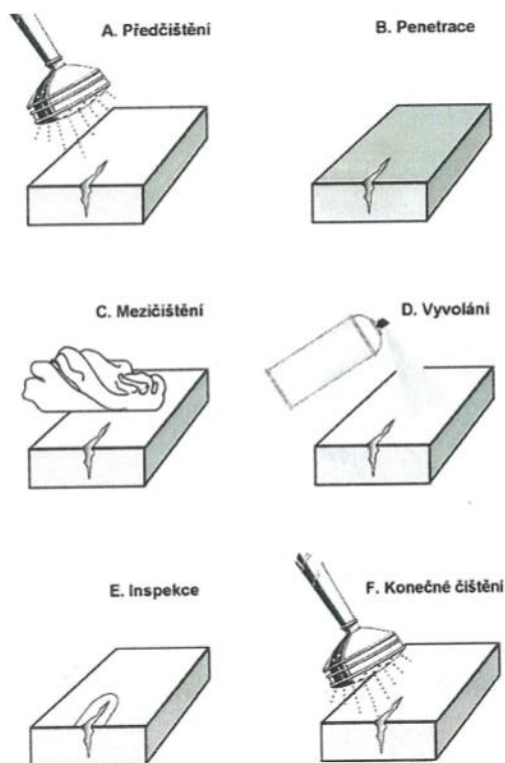 A. Předčištění
B. Penetrace
C. Mezičištění
D. Vyvolání
E. Inspekce
F. Konečné čištění